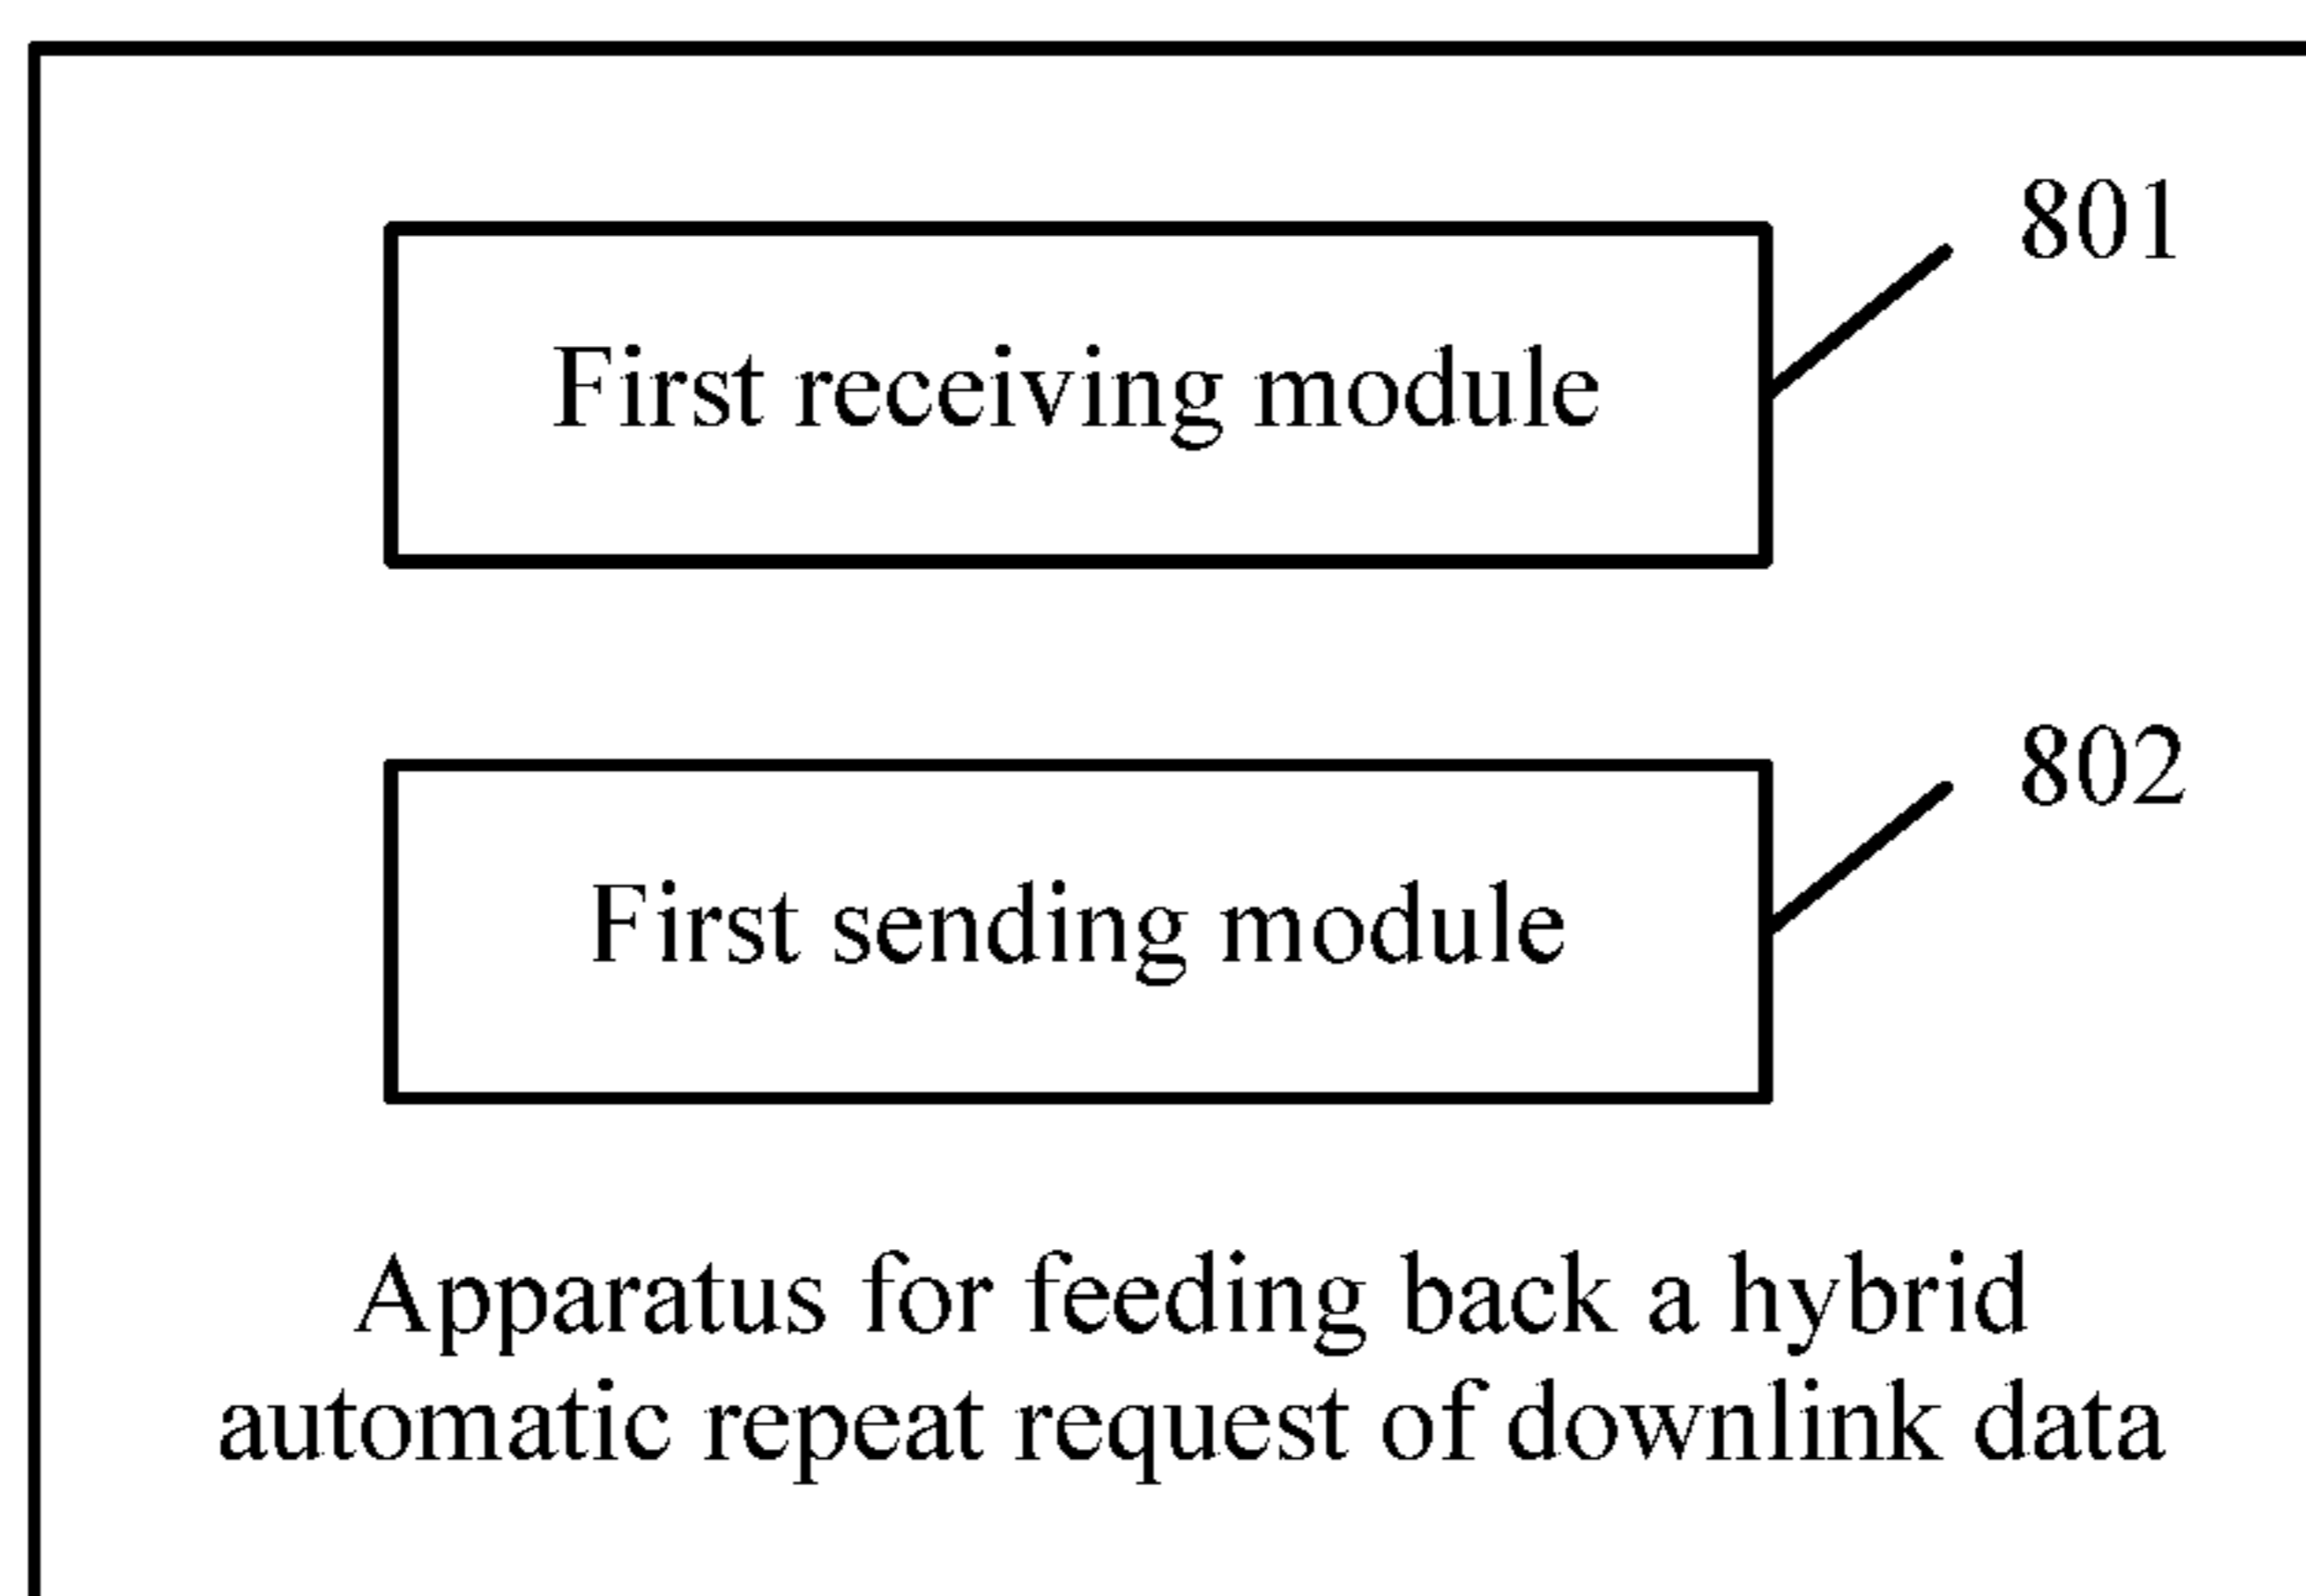 801
First receiving module
802
First sending module
Apparatus for feeding back a hybrid
automatic repeat request of downlink data